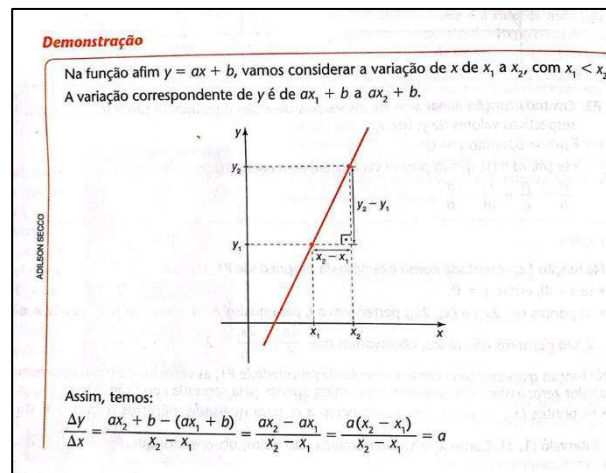 Demonstração
Na função afim y = ax + b, vamos considerar a variação de x de x₁ a x₂, com x₁ < x₂
A variação correspondente de y é de ax₁ + b a ax₂ + b.
y
y₂
y₂ – y₁
y₁
x₂ – x₁
x₁ x₂ x
ADILSON SECCO
Assim, temos:
Δy/Δx = (ax₂ + b – (ax₁ + b))/(x₂ – x₁) = (ax₂ – ax₁)/(x₂ – x₁) = a(x₂ – x₁)/(x₂ – x₁) = a